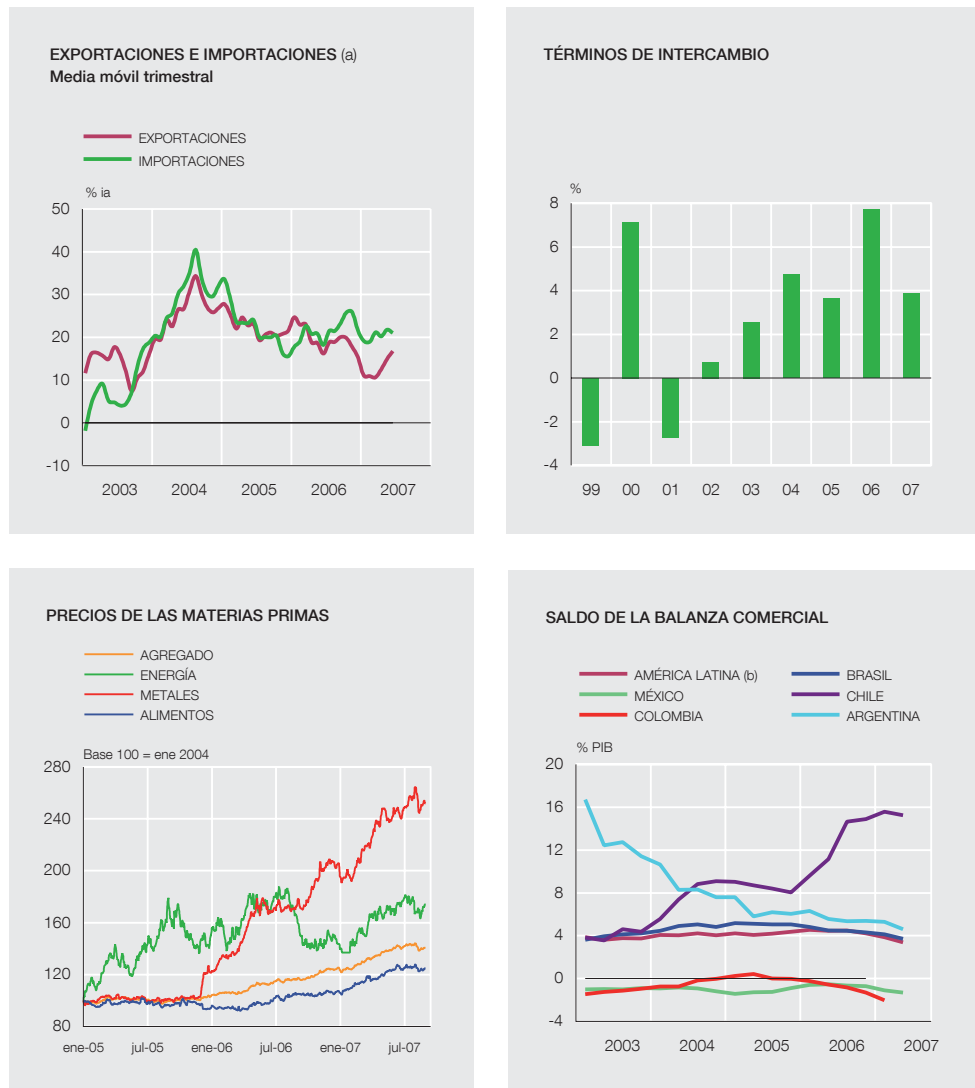 EXPORTACIONES E IMPORTACIONES (a)
Media móvil trimestral
EXPORTACIONES
IMPORTACIONES
% ia
50
40
30
20
10
0
-10
2003 2004 2005 2006 2007
TÉRMINOS DE INTERCAMBIO
%
8
6
4
2
0
-2
-4
99 00 01 02 03 04 05 06 07
PRECIOS DE LAS MATERIAS PRIMAS
AGREGADO
ENERGÍA
METALES
ALIMENTOS
Base 100 = ene 2004
280
240
200
160
120
80
ene-05 jul-05 ene-06 jul-06 ene-07 jul-07
SALDO DE LA BALANZA COMERCIAL
AMÉRICA LATINA (b) BRASIL
MÉXICO CHILE
COLOMBIA ARGENTINA
% PIB
20
16
12
8
4
0
-4
2003 2004 2005 2006 2007